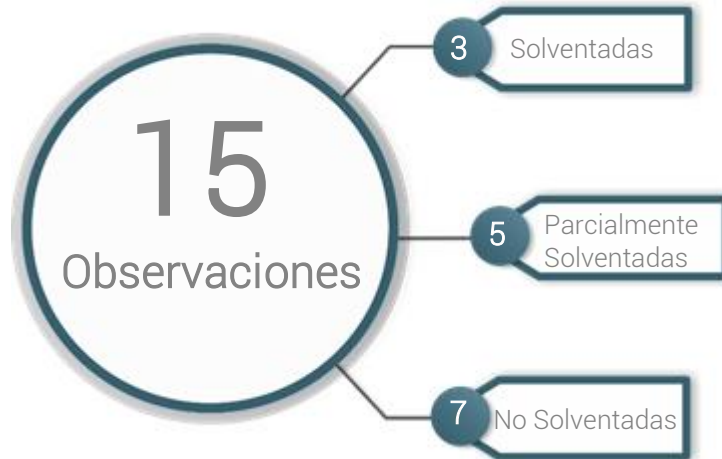 15
Observaciones
3
Solventadas
5
Parcialmente
Solventadas
7
No Solventadas